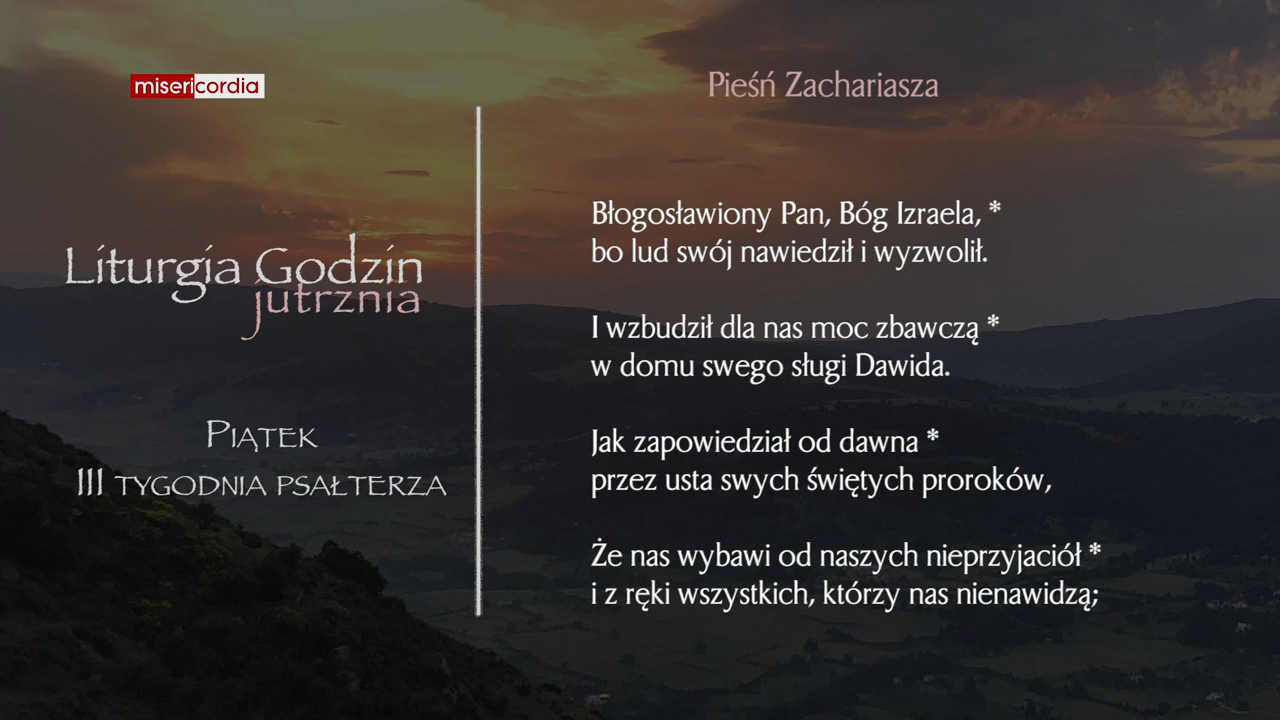 misericordia
Liturgia Godzin
jutrznia
Piątek
III tygodnia psałterza
Pieśń Zachariasza
Błogosławiony Pan, Bóg Izraela, *
bo lud swój nawiedził i wyzwolił.
I wzbudził dla nas moc zbawczą *
w domu swego sługi Dawida.
Jak zapowiedział od dawna *
przez usta swych świętych proroków,
Że nas wybawi od naszych nieprzyjaciół *
i z ręki wszystkich, którzy nas nienawidzą;